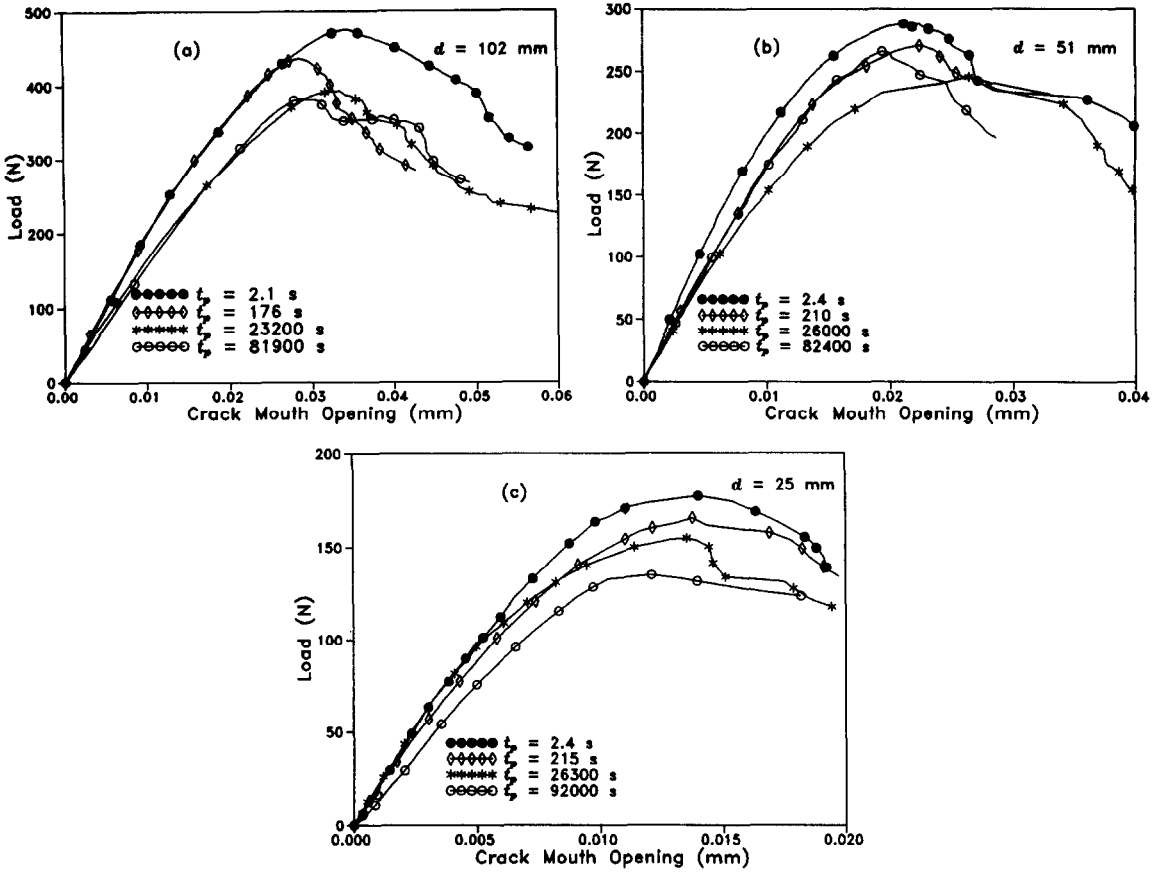 (a)
d = 102 mm
Load (N)
500
400
300
200
100
0
t_p = 2.1 s
t_p = 176 s
t_p = 23200 s
t_p = 81900 s
0.00 0.01 0.02 0.03 0.04 0.05 0.06
Crack Mouth Opening (mm)
(b)
d = 51 mm
Load (N)
300
250
200
150
100
50
0
t_p = 2.4 s
t_p = 210 s
t_p = 26000 s
t_p = 82400 s
0.00 0.01 0.02 0.03 0.04
Crack Mouth Opening (mm)
(c)
d = 25 mm
Load (N)
200
150
100
50
0
t_p = 2.4 s
t_p = 215 s
t_p = 26300 s
t_p = 92000 s
0.000 0.005 0.010 0.015 0.020
Crack Mouth Opening (mm)